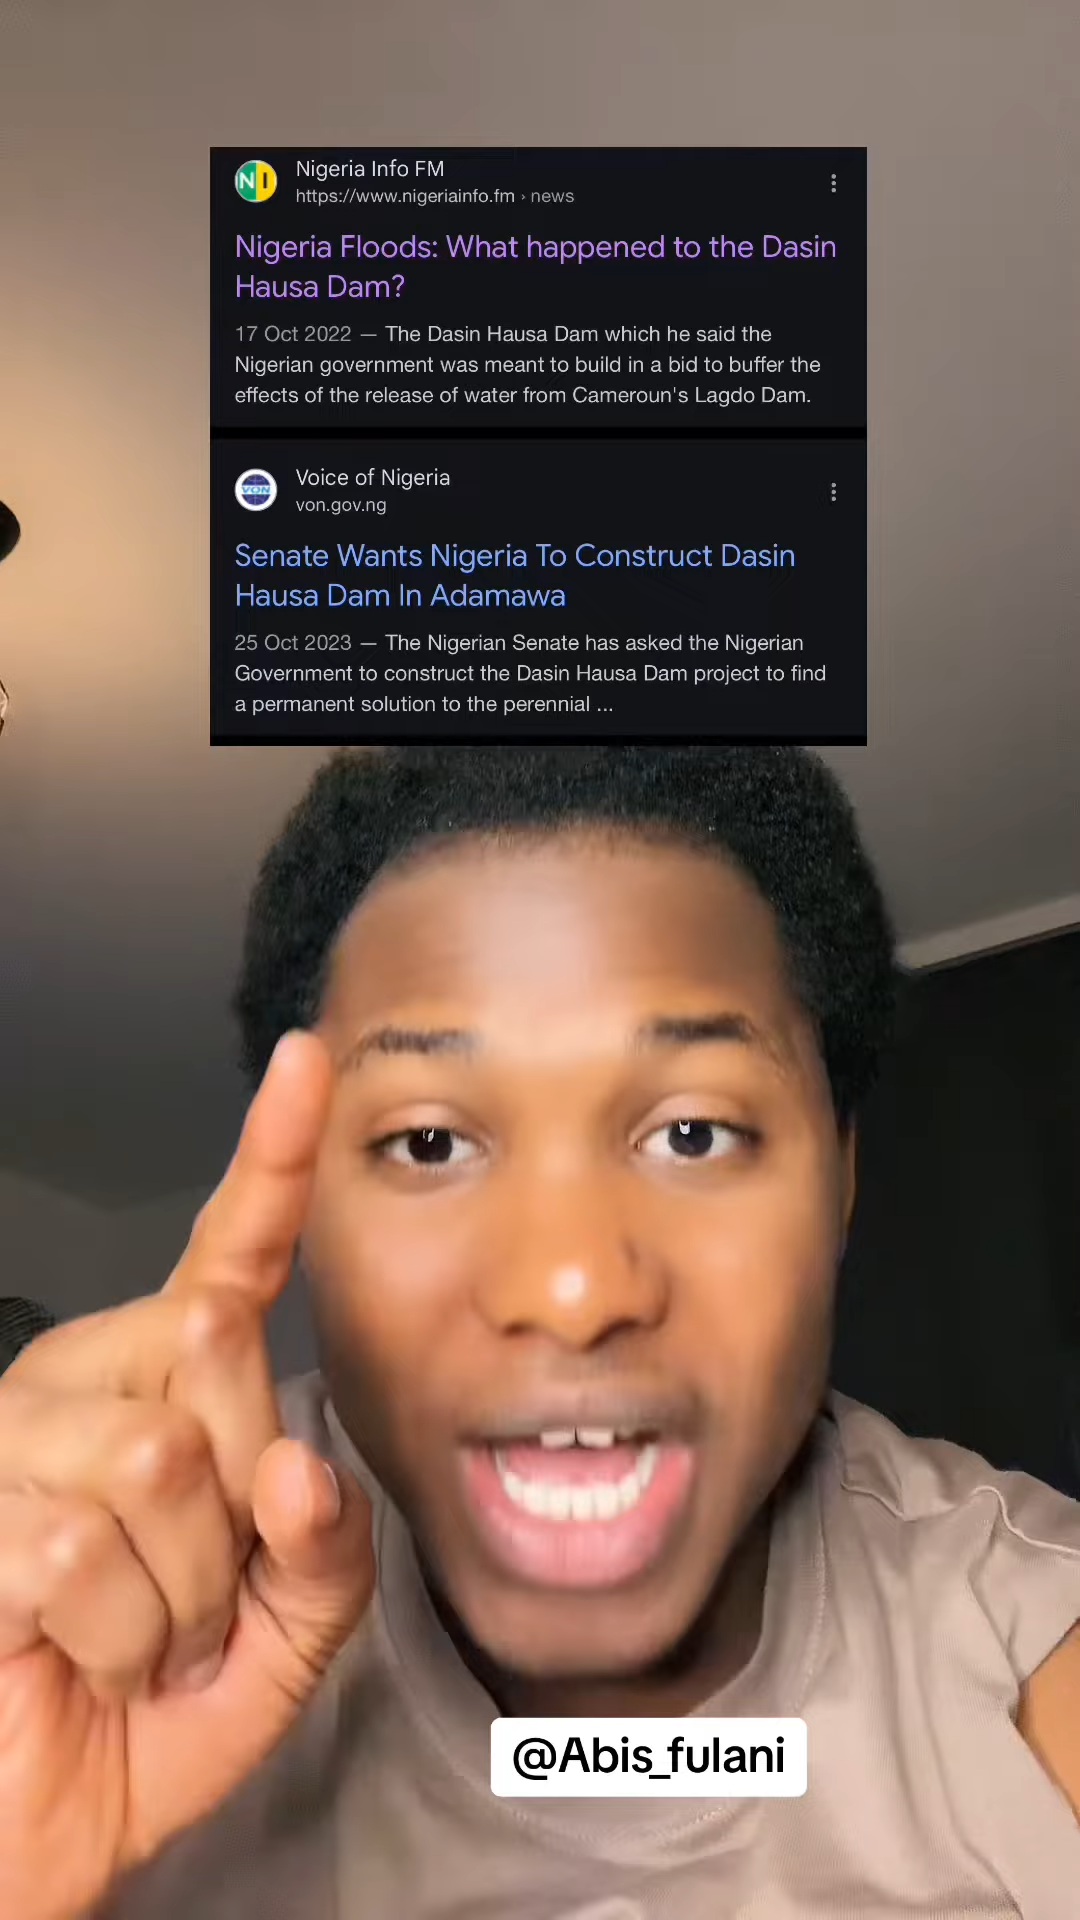 NI
Nigeria Info FM
https://www.nigeriainfo.fm › news
Nigeria Floods: What happened to the Dasin
Hausa Dam?
17 Oct 2022 — The Dasin Hausa Dam which he said the
Nigerian government was meant to build in a bid to buffer the
effects of the release of water from Cameroun's Lagdo Dam.
VON
Voice of Nigeria
von.gov.ng
Senate Wants Nigeria To Construct Dasin
Hausa Dam In Adamawa
25 Oct 2023 — The Nigerian Senate has asked the Nigerian
Government to construct the Dasin Hausa Dam project to find
a permanent solution to the perennial ...
@Abis_fulani